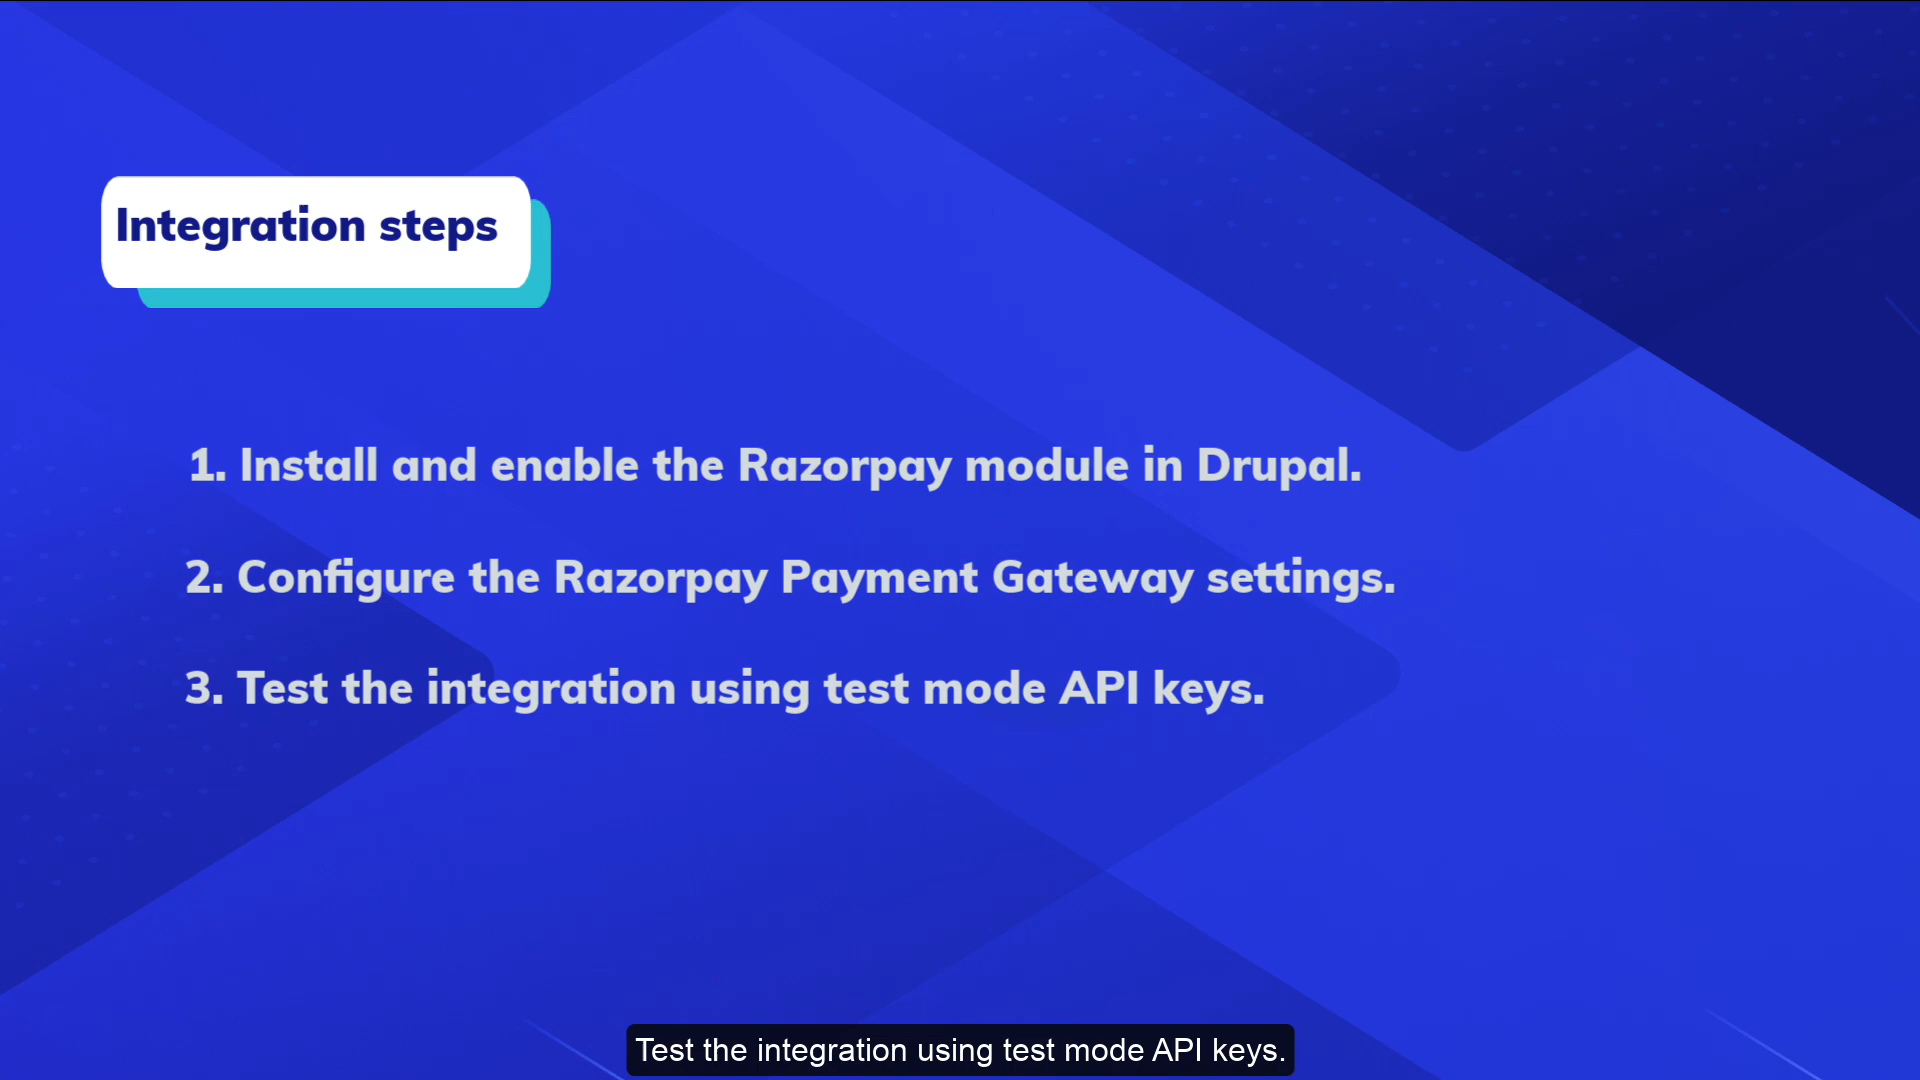 Integration steps
1. Install and enable the Razorpay module in Drupal.
2. Configure the Razorpay Payment Gateway settings.
3. Test the integration using test mode API keys.
Test the integration using test mode API keys.